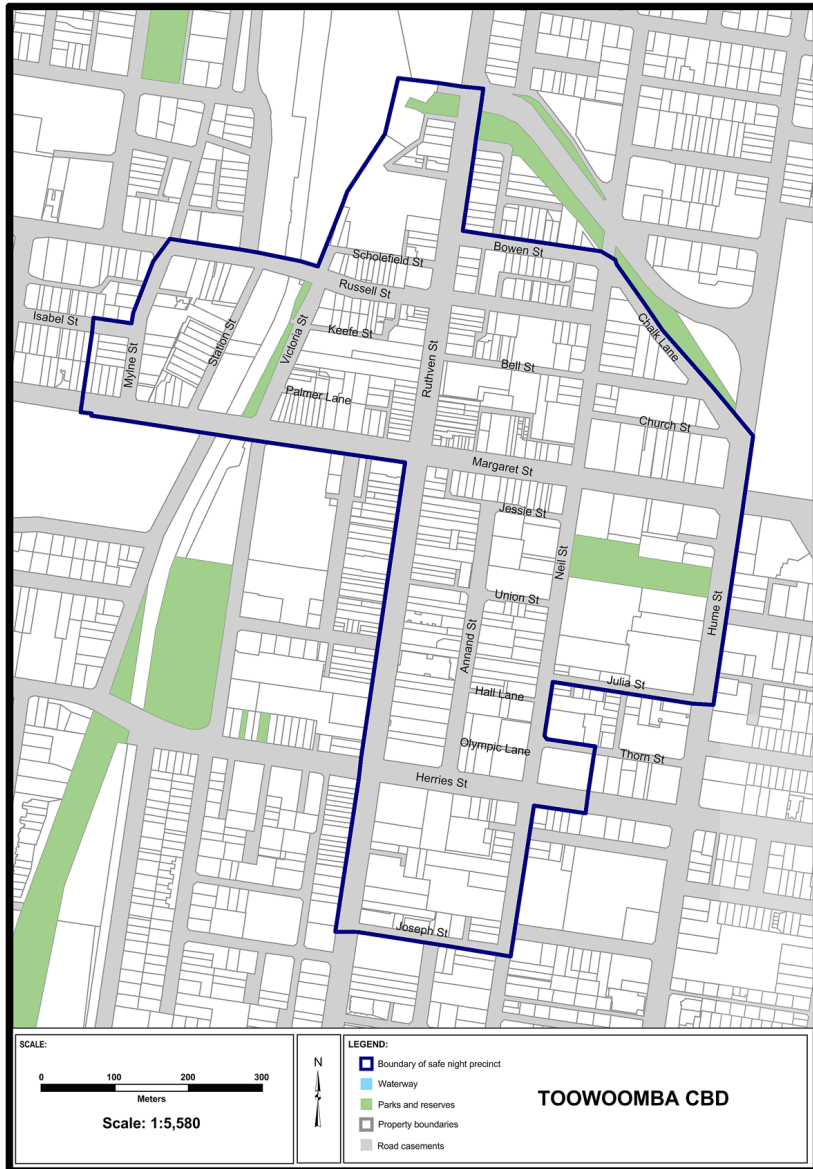 Scholefield St
Bowen St
Russell St
Isabel St
Keefe St
Victoria St
Station St
Mylne St
Chalk Lane
Ruthven St
Bell St
Palmer Lane
Church St
Margaret St
Jessie St
Neil St
Union St
Hume St
Annand St
Julia St
Hall Lane
Olympic Lane
Thorn St
Herries St
Joseph St
SCALE:
0 100 200 300
Meters
Scale: 1:5,580
N
LEGEND:
Boundary of safe night precinct
Waterway
Parks and reserves
Property boundaries
Road casements
TOOWOOMBA CBD